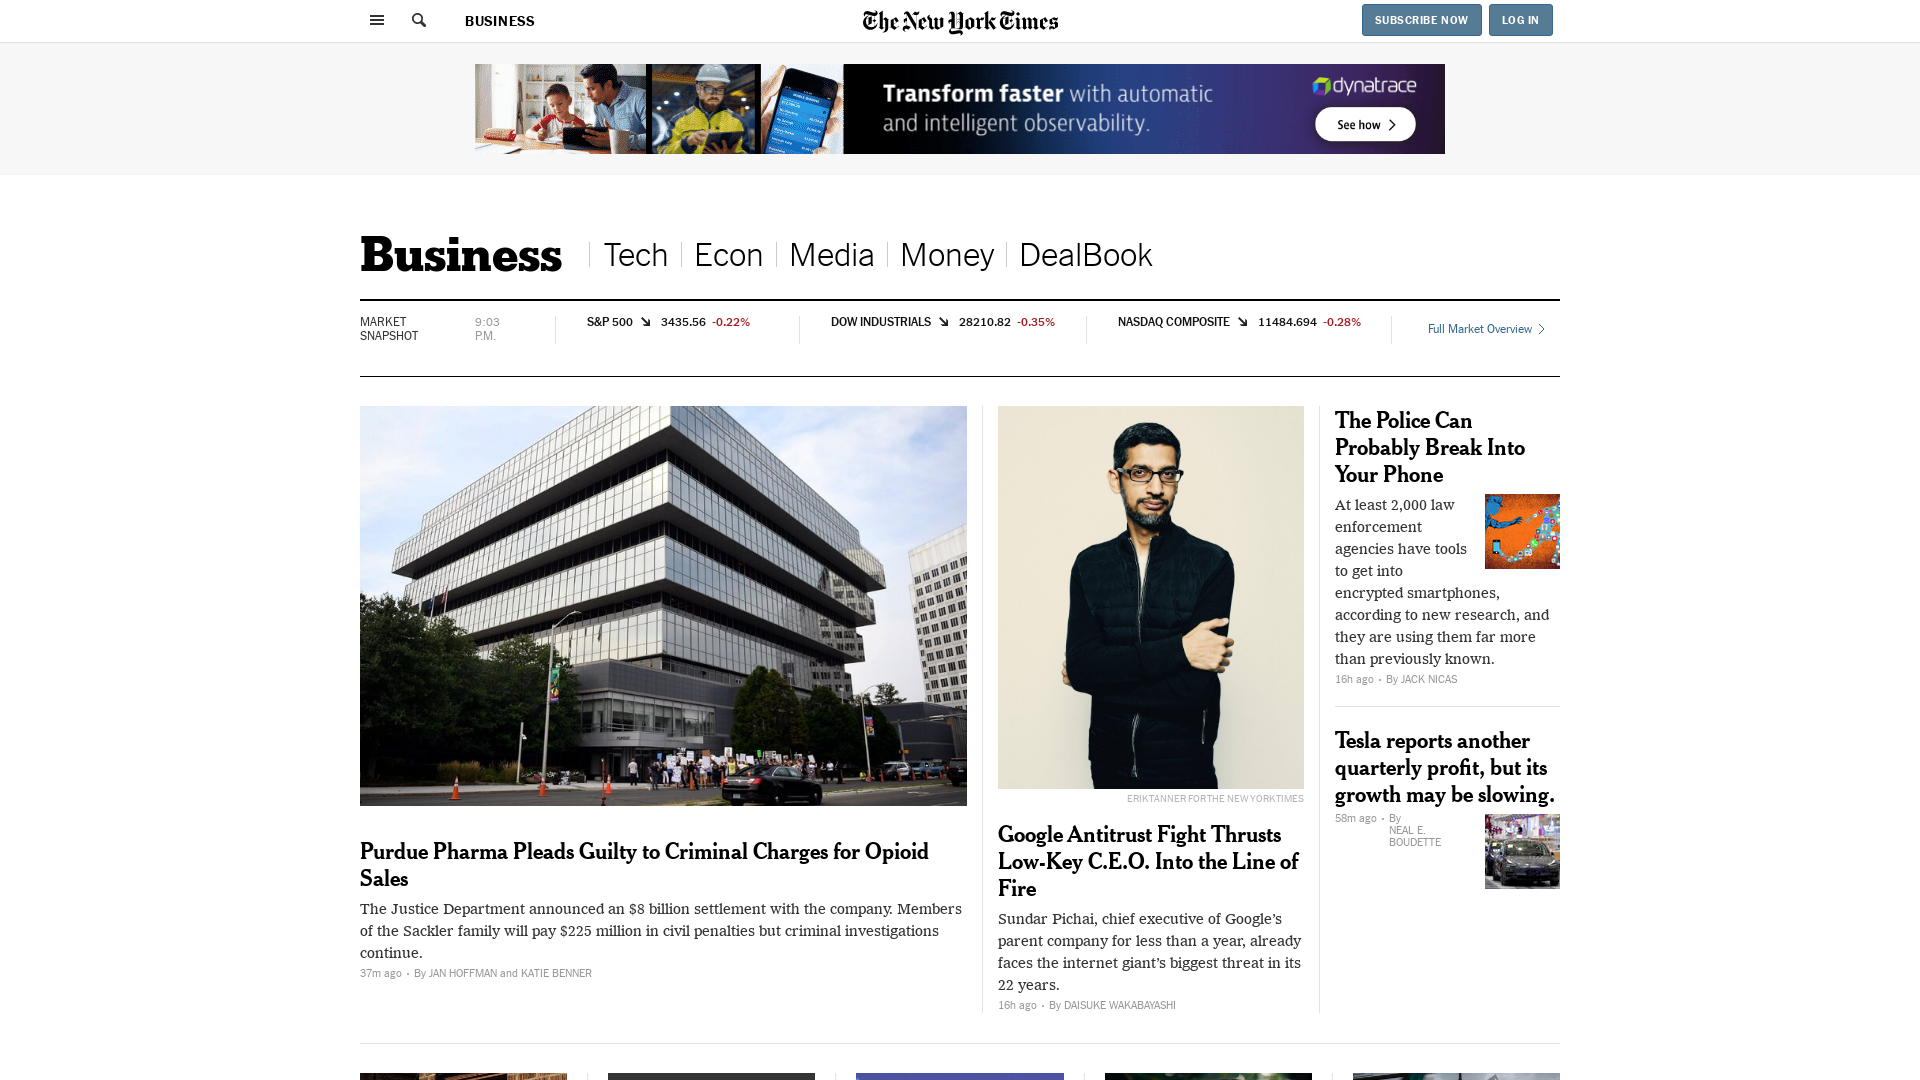 BUSINESS
The New York Times
SUBSCRIBE NOW
LOG IN
Transform faster with automatic
and intelligent observability.
dynatrace
See how
Business
Tech
Econ
Media
Money
DealBook
MARKET
SNAPSHOT
9:03
P.M.
S&P 500 3435.56 -0.22%
DOW INDUSTRIALS 28210.82 -0.35%
NASDAQ COMPOSITE 11484.694 -0.28%
Full Market Overview
Purdue Pharma Pleads Guilty to Criminal Charges for Opioid
Sales
The Justice Department announced an $8 billion settlement with the company. Members
of the Sackler family will pay $225 million in civil penalties but criminal investigations
continue.
37m ago • By JAN HOFFMAN and KATIE BENNER
ERIK TANNER FOR THE NEW YORK TIMES
Google Antitrust Fight Thrusts
Low-Key C.E.O. Into the Line of
Fire
Sundar Pichai, chief executive of Google’s
parent company for less than a year, already
faces the internet giant’s biggest threat in its
22 years.
16h ago • By DAISUKE WAKABAYASHI
The Police Can
Probably Break Into
Your Phone
At least 2,000 law
enforcement
agencies have tools
to get into
encrypted smartphones,
according to new research, and
they are using them far more
than previously known.
16h ago • By JACK NICAS
Tesla reports another
quarterly profit, but its
growth may be slowing.
58m ago • By
NEAL E.
BOUDETTE